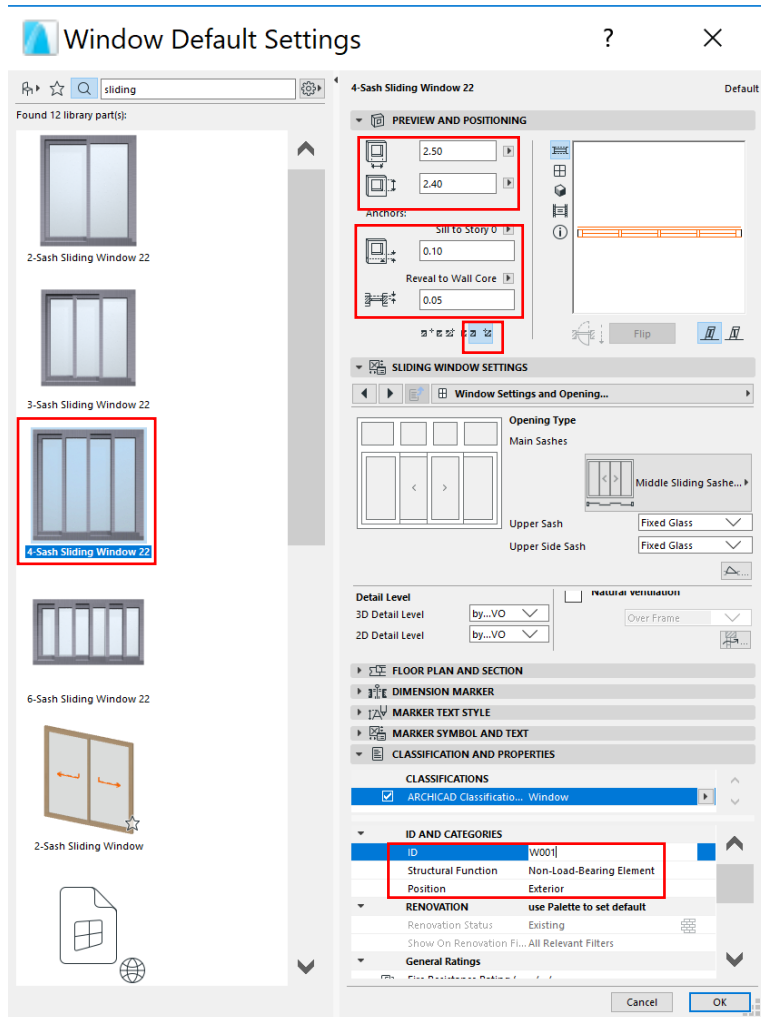 Window Default Settings ? ×
sliding
Found 12 library part(s):
2-Sash Sliding Window 22
3-Sash Sliding Window 22
4-Sash Sliding Window 22
6-Sash Sliding Window 22
2-Sash Sliding Window
4-Sash Sliding Window 22 Default
PREVIEW AND POSITIONING
2.50
2.40
Anchors:
Sill to Story 0
0.10
Reveal to Wall Core
0.05
Flip
SLIDING WINDOW SETTINGS
Window Settings and Opening...
Opening Type
Main Sashes
Middle Sliding Sashe...
Upper Sash Fixed Glass
Upper Side Sash Fixed Glass
Detail Level Natural Ventilation
3D Detail Level by...VO Over Frame
2D Detail Level by...VO
FLOOR PLAN AND SECTION
DIMENSION MARKER
MARKER TEXT STYLE
MARKER SYMBOL AND TEXT
CLASSIFICATION AND PROPERTIES
CLASSIFICATIONS
ARCHICAD Classificatio... Window
ID AND CATEGORIES
ID W001
Structural Function Non-Load-Bearing Element
Position Exterior
RENOVATION use Palette to set default
Renovation Status Existing
Show On Renovation Fi... All Relevant Filters
General Ratings
Cancel OK